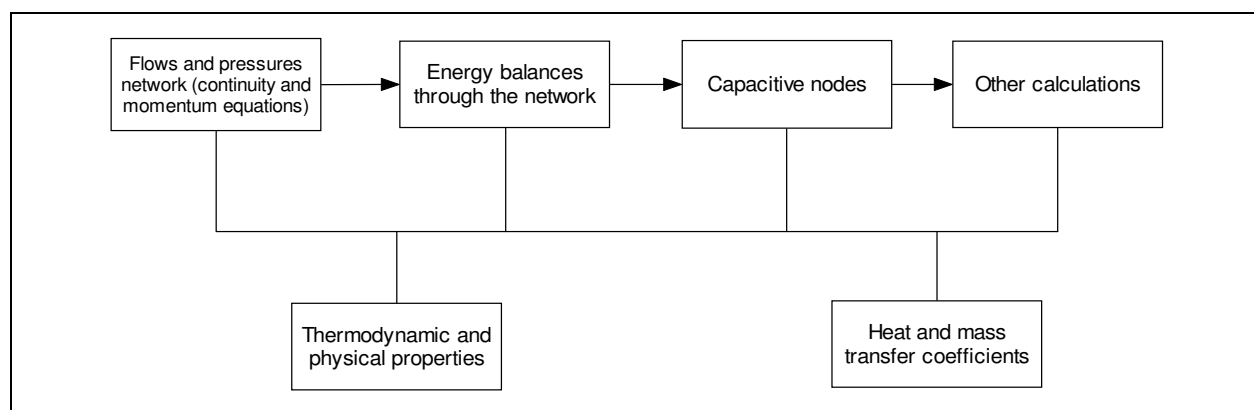 Flows and pressures
network (continuity and
momentum equations)
Energy balances
through the network
Capacitive nodes
Other calculations
Thermodynamic and
physical properties
Heat and mass
transfer coefficients